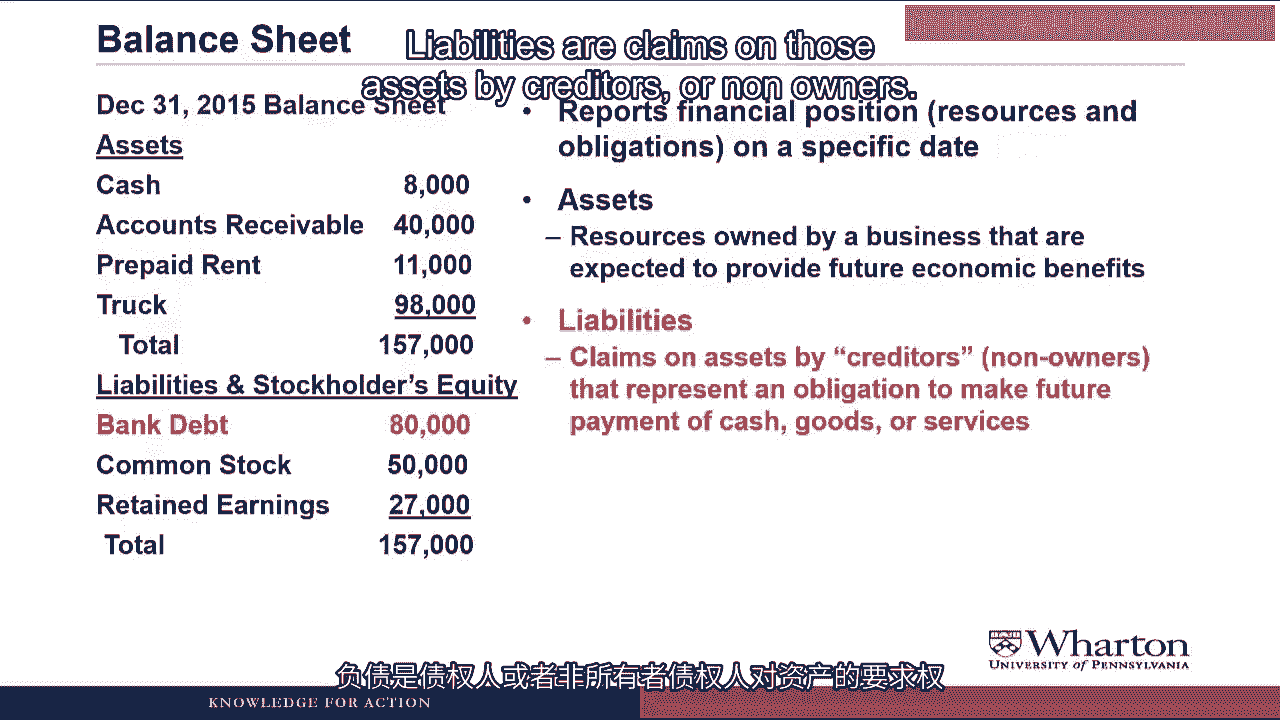 Balance Sheet
Liabilities are claims on those
assets by creditors, or non owners.
Dec 31, 2015 Balance Sheet
Assets
Cash 8,000
Accounts Receivable 40,000
Prepaid Rent 11,000
Truck 98,000
Total 157,000
Liabilities & Stockholder's Equity
Bank Debt 80,000
Common Stock 50,000
Retained Earnings 27,000
Total 157,000
• Reports financial position (resources and
obligations) on a specific date
• Assets
– Resources owned by a business that are
expected to provide future economic benefits
• Liabilities
– Claims on assets by “creditors” (non-owners)
that represent an obligation to make future
payment of cash, goods, or services
Wharton
UNIVERSITY of PENNSYLVANIA
负债是债权人或者非所有者债权人对资产的要求权
KNOWLEDGE FOR ACTION